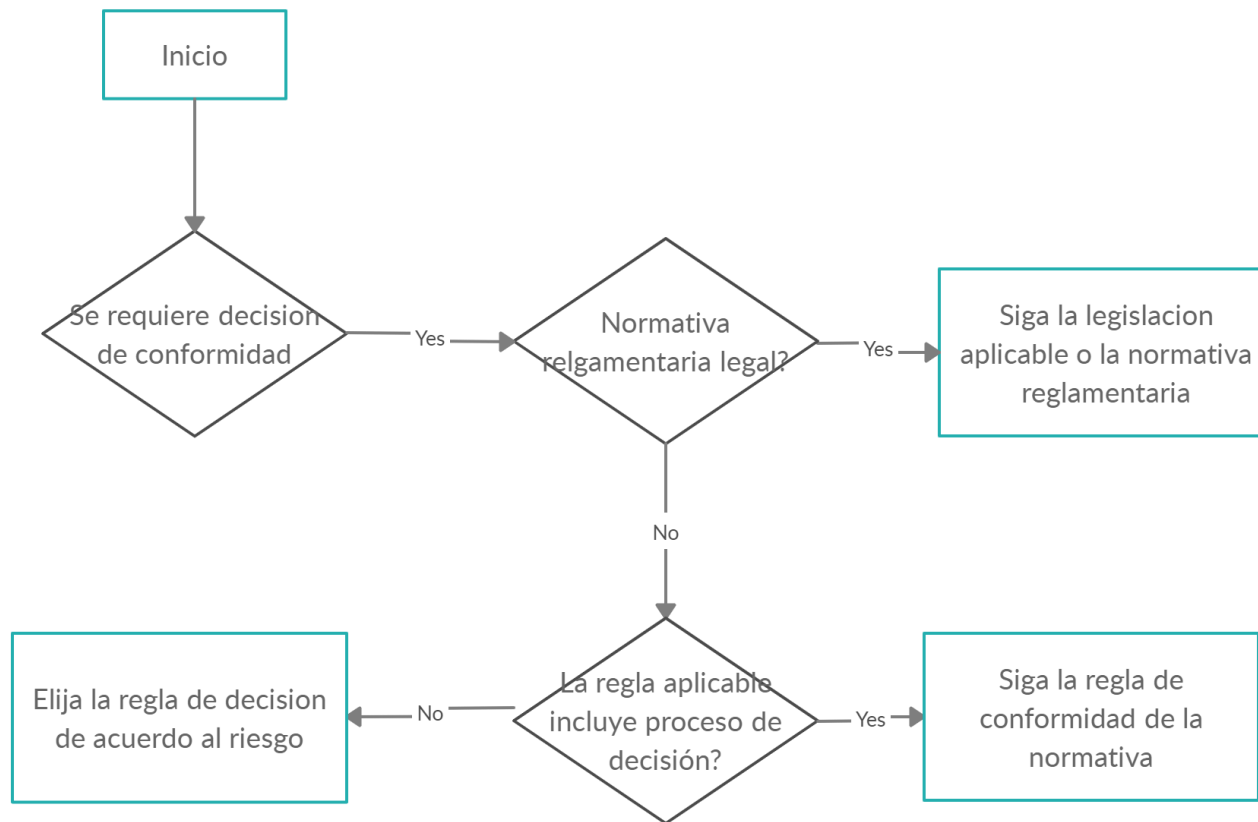 Inicio
Se requiere decision
de conformidad
Yes
Normativa
relgamentaria legal?
Yes
Siga la legislacion
aplicable o la normativa
reglamentaria
No
La regla aplicable
incluye proceso de
decisión?
No
Elija la regla de decision
de acuerdo al riesgo
Yes
Siga la regla de
conformidad de la
normativa